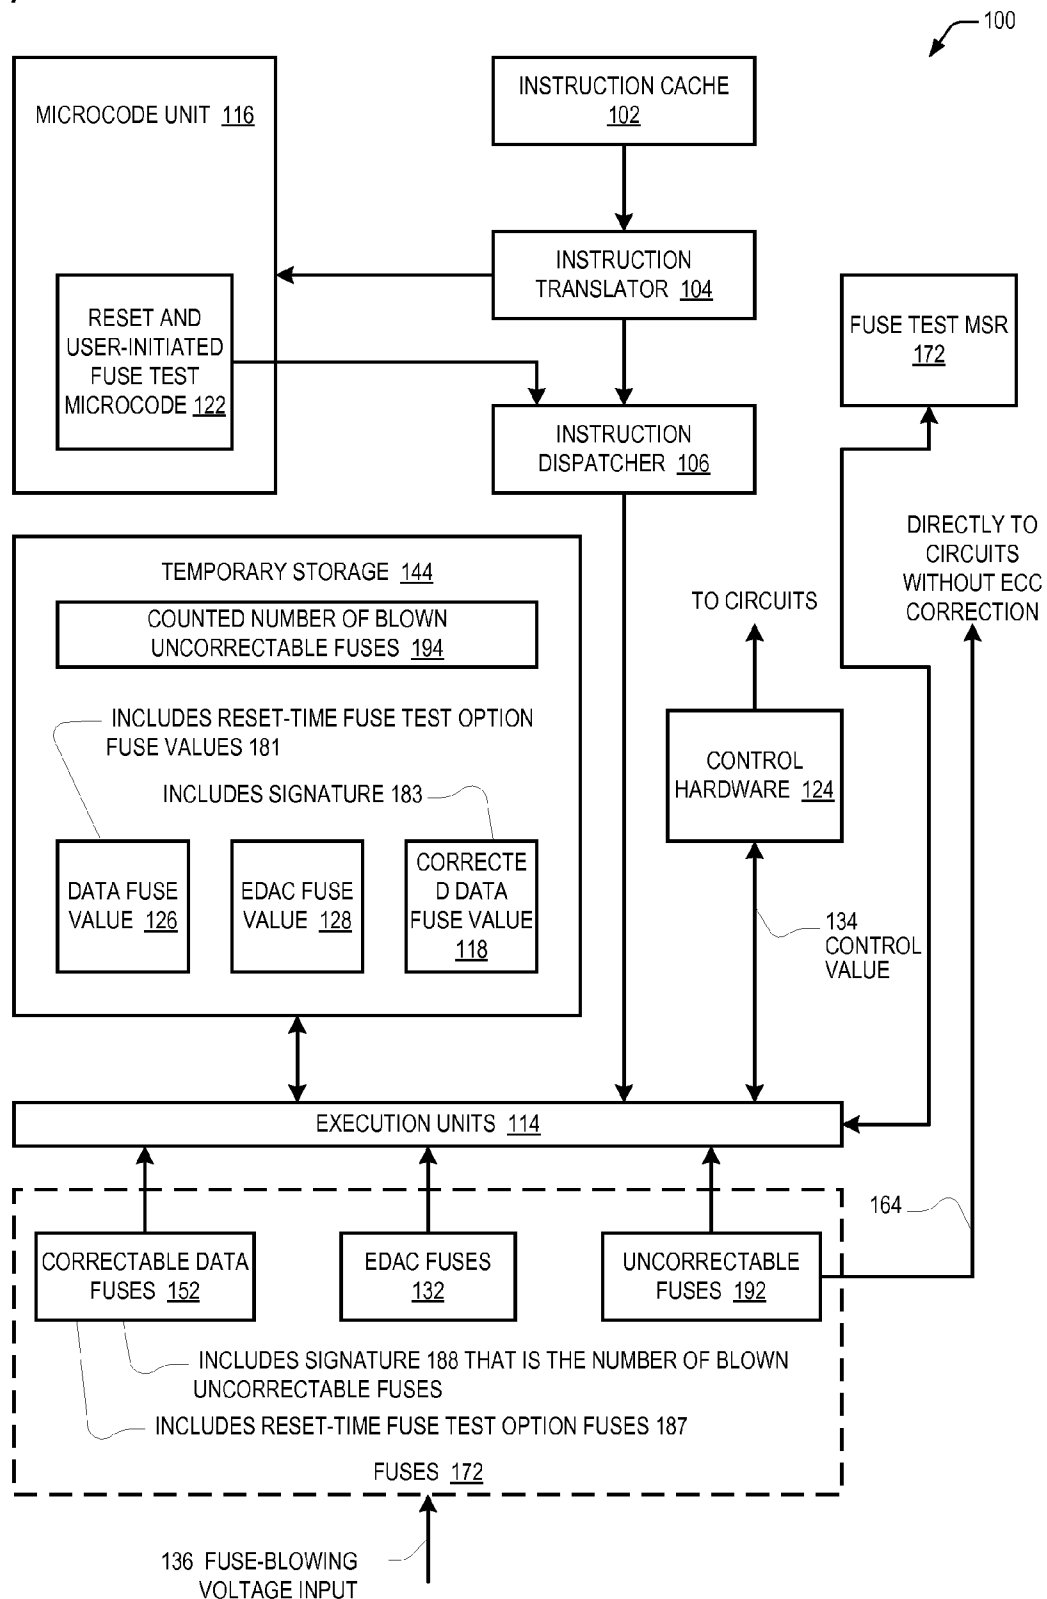 100
MICROCODE UNIT 116
INSTRUCTION CACHE
102
INSTRUCTION
TRANSLATOR 104
RESET AND
USER-INITIATED
FUSE TEST
MICROCODE 122
FUSE TEST MSR
172
INSTRUCTION
DISPATCHER 106
DIRECTLY TO
CIRCUITS
WITHOUT ECC
CORRECTION
TEMPORARY STORAGE 144
COUNTED NUMBER OF BLOWN
UNCORRECTABLE FUSES 194
TO CIRCUITS
INCLUDES RESET-TIME FUSE TEST OPTION
FUSE VALUES 181
INCLUDES SIGNATURE 183
CONTROL
HARDWARE 124
DATA FUSE
VALUE 126
EDAC FUSE
VALUE 128
CORRECTE
D DATA
FUSE VALUE
118
134
CONTROL
VALUE
EXECUTION UNITS 114
164
CORRECTABLE DATA
FUSES 152
EDAC FUSES
132
UNCORRECTABLE
FUSES 192
INCLUDES SIGNATURE 188 THAT IS THE NUMBER OF BLOWN
UNCORRECTABLE FUSES
INCLUDES RESET-TIME FUSE TEST OPTION FUSES 187
FUSES 172
136 FUSE-BLOWING
VOLTAGE INPUT